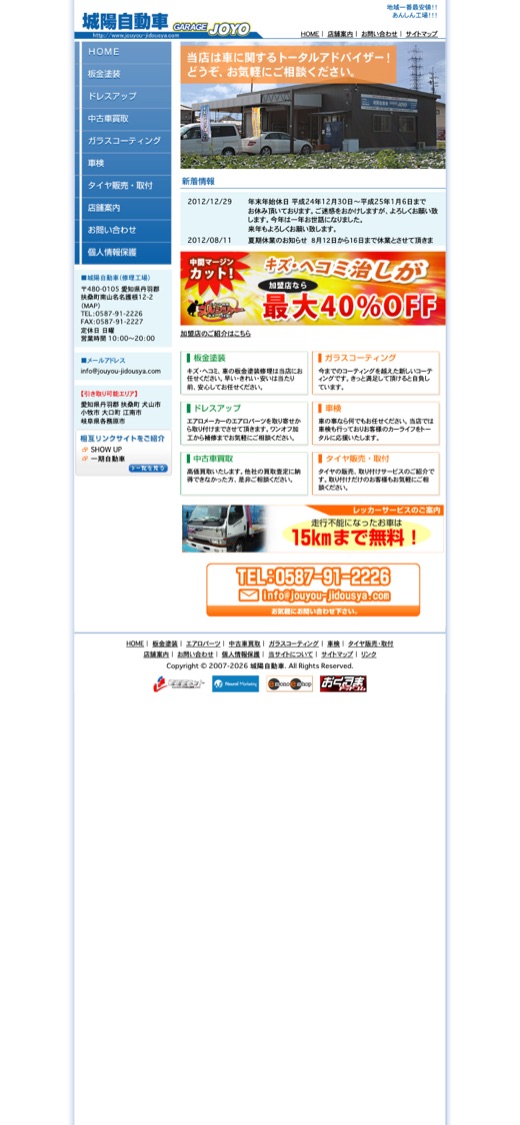 城陽自動車 GARAGE JOYO
http://www.jouyou-jidousya.com
地域一番最安値!!
あんしん工場!!!
HOME | 店舗案内 | お問い合わせ | サイトマップ
HOME
板金塗装
ドレスアップ
中古車買取
ガラスコーティング
車検
タイヤ販売・取付
店舗案内
お問い合わせ
個人情報保護
■城陽自動車(修理工場)
〒480-0105 愛知県丹羽郡
扶桑町南山名名護根12-2
(MAP)
TEL:0587-91-2226
FAX:0587-91-2227
定休日 日曜
営業時間 10:00~20:00
■メールアドレス
info@jouyou-jidousya.com
【引き取り可能エリア】
愛知県丹羽郡 扶桑町 犬山市
小牧市 大口町 江南市
岐阜県各務原市
相互リンクサイトをご紹介
SHOW UP
一期自動車
一覧を見る
当店は車に関するトータルアドバイザー!
どうぞ、お気軽にご相談ください。
新着情報
2012/12/29 年末年始休日 平成24年12月30日~平成25年1月6日まで
お休み頂いております。ご迷惑をおかけしますが、よろしくお願い致
します。今年は一年お世話になりました。
来年もよろしくお願い致します。
2012/08/11 夏期休業のお知らせ 8月12日から16日まで休業とさせて頂きま
中間マージン
カット!
キズ・ヘコミ治しが
加盟店なら
最大40%OFF
加盟店のご紹介はこちら
板金塗装
キズ・ヘコミ、車の板金塗装修理は当店にお
任せください。早い・きれい・安いは当たり
前、安心してお任せください。
ガラスコーティング
今までのコーティングを越えた新しいコーテ
ィングです。きっと満足して頂けると自負し
ています。
ドレスアップ
エアロメーカーのエアロパーツを取り寄せか
ら取り付けまでさせて頂きます。ワンオフ加
工から補修までお気軽にご相談ください。
車検
車の事なら何でもお任せください。当店では
車検も行っておりお客様のカーライフをトー
タルに応援いたします。
中古車買取
高価買取いたします。他社の買取査定に納
得できなかった方、是非ご相談ください。
タイヤ販売・取付
タイヤの販売、取り付けサービスのご紹介で
す。取り付けだけのお客様もお気軽にご相
談ください。
レッカーサービスのご案内
走行不能になったお車は
15kmまで無料!
TEL:0587-91-2226
Info@jouyou-jidousya.com
お気軽にお問い合わせ下さい。
HOME | 板金塗装 | エアロパーツ | 中古車買取 | ガラスコーティング | 車検 | タイヤ販売・取付
店舗案内 | お問い合わせ | 個人情報保護 | 当サイトについて | サイトマップ | リンク
Copyright © 2007-2026 城陽自動車. All Rights Reserved.